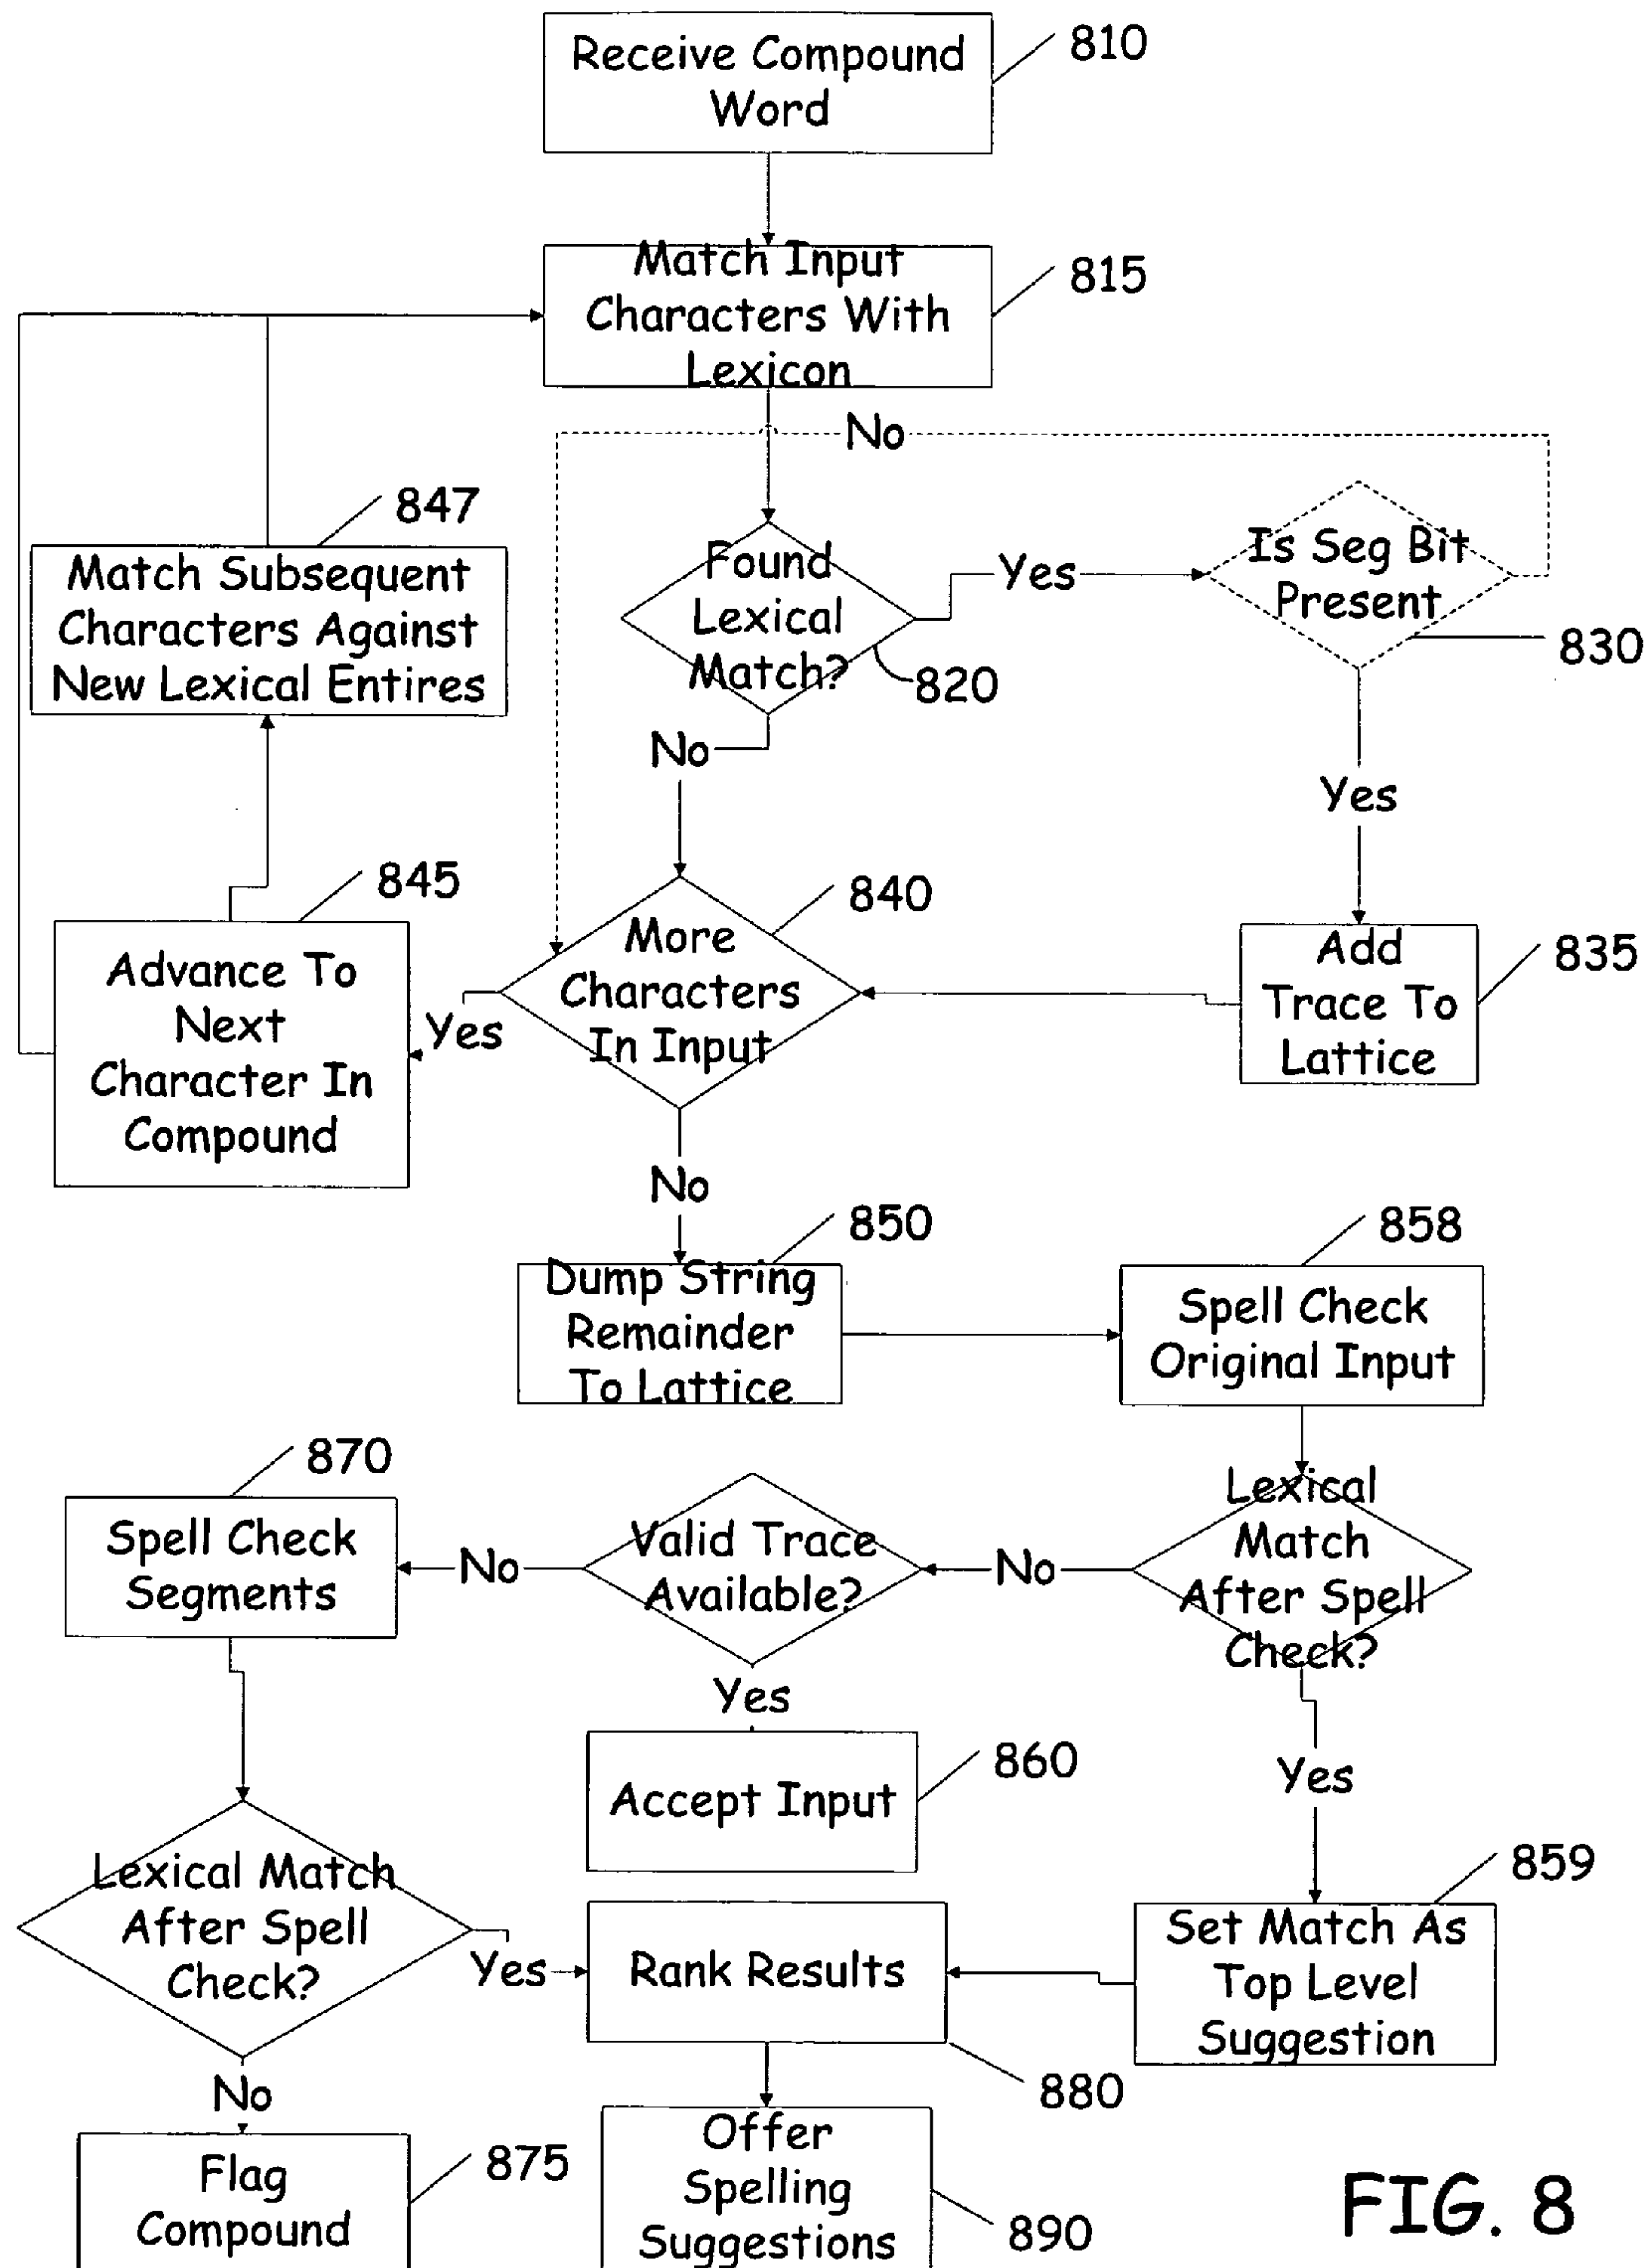 Receive Compound
Word
810
Match Input
Characters With
Lexicon
815
No
847
Match Subsequent
Characters Against
New Lexical Entires
Found
Lexical
Match?
820
Yes
Is Seg Bit
Present
830
No
Yes
845
Advance To
Next
Character In
Compound
Yes
More
Characters
In Input
840
Add
Trace To
Lattice
835
No
850
Dump String
Remainder
To Lattice
858
Spell Check
Original Input
870
Spell Check
Segments
No
Valid Trace
Available?
No
Lexical
Match
After Spell
Check?
Yes
Accept Input
860
Yes
Lexical Match
After Spell
Check?
Yes
Rank Results
880
859
Set Match As
Top Level
Suggestion
No
Flag
Compound
875
Offer
Spelling
Suggestions
890
FIG. 8